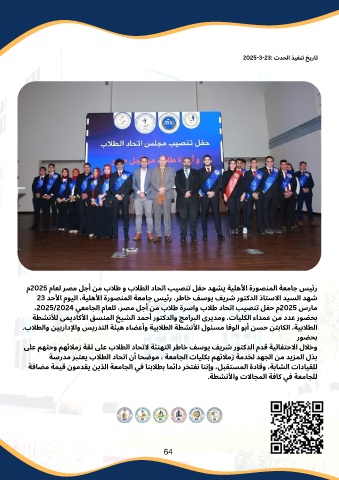 تاريخ تنفيذ الحدث :23-3-2025
حفل تنصيب مجلس اتحاد الطلاب
رئيس جامعة المنصورة الأهلية يشهد حفل تنصيب اتحاد الطلاب و طلاب من أجل مصر لعام 2025م
شهد السيد الاستاذ الدكتور شريف يوسف خاطر، رئيس جامعة المنصورة الأهلية، اليوم الأحد 23
مارس 2025م حفل تنصيب اتحاد طلاب واسرة طلاب من أجل مصر، للعام الجامعي 2025/2024.
بحضور عدد من عمداء الكليات، ومديري البرامج والدكتور أحمد الشيخ المنسق الأكاديمي للأنشطة
الطلابية، الكابتن حسن أبو الوفا مسئول الأنشطة الطلابية وأعضاء هيئة التدريس والإداريين والطلاب.
بحضور
وخلال الاحتفالية قدم الدكتور شريف يوسف خاطر التهنئة لاتحاد الطلاب على ثقة زملائهم وحثهم على
بذل المزيد من الجهد لخدمة زملائهم بكليات الجامعة ، موضحا أن اتحاد الطلاب يعتبر مدرسة
للقيادات الشابة، وقادة المستقبل، وإننا نفتخر دائما بطلابنا في الجامعة الذين يقدمون قيمة مضافة
للجامعة في كافة المجالات والأنشطة.
64